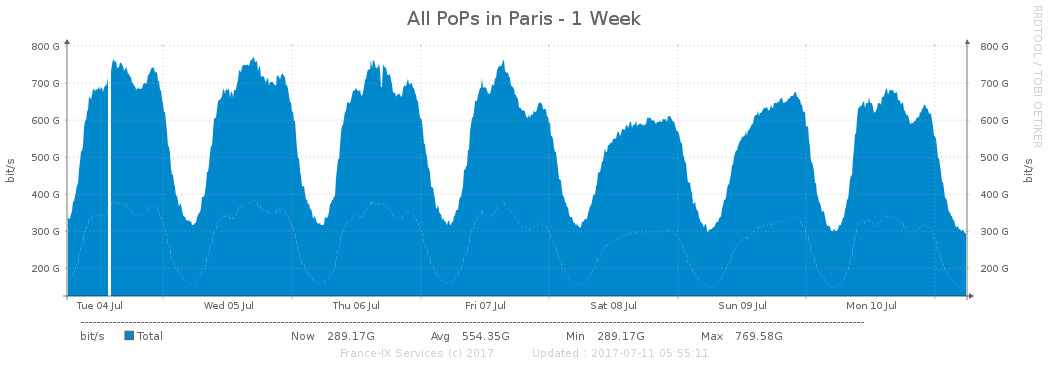 All PoPs in Paris - 1 Week
RRDTOOL / TOBI OETIKER
800 G 800 G
700 G 700 G
600 G 600 G
500 G 500 G
400 G 400 G
300 G 300 G
200 G 200 G
bit/s bit/s
Tue 04 Jul Wed 05 Jul Thu 06 Jul Fri 07 Jul Sat 08 Jul Sun 09 Jul Mon 10 Jul
bit/s Total Now 289.17G Avg 554.35G Min 289.17G Max 769.58G
France-IX Services (c) 2017 Updated : 2017-07-11 05:55:11